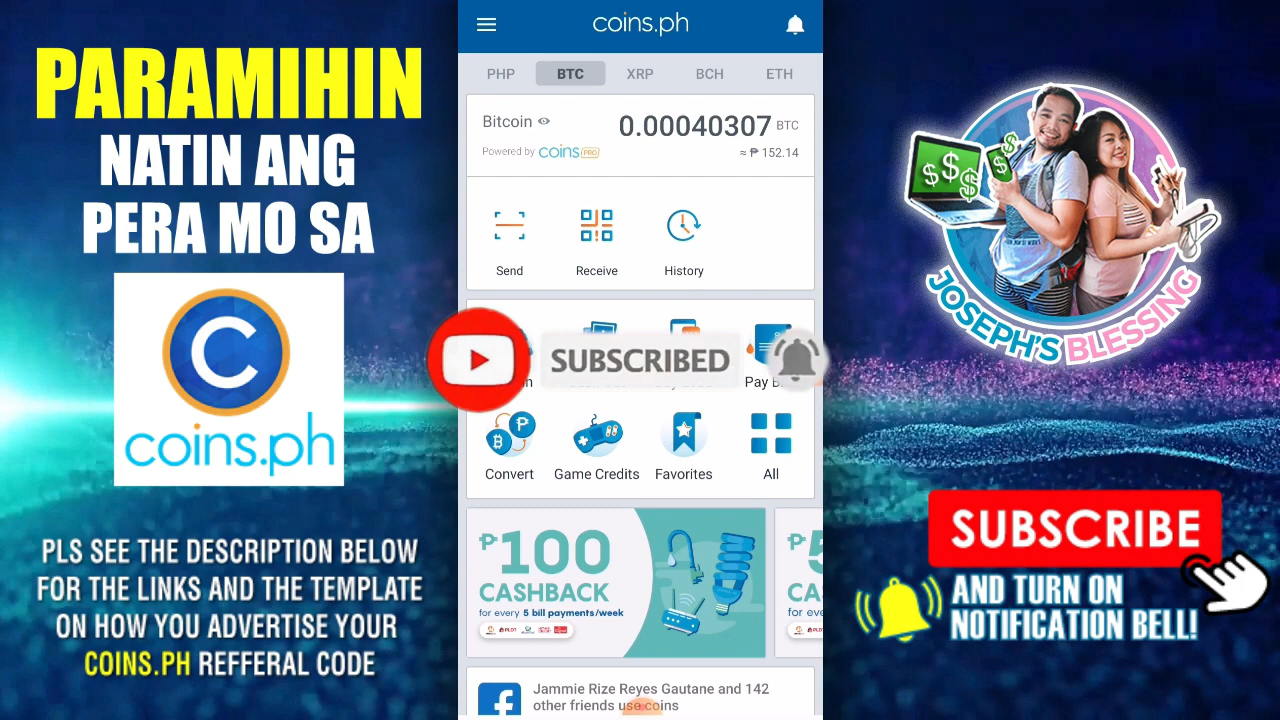 PARAMIHIN
NATIN ANG
PERA MO SA
C
coins.ph
PLS SEE THE DESCRIPTION BELOW
FOR THE LINKS AND THE TEMPLATE
ON HOW YOU ADVERTISE YOUR
COINS.PH REFFERAL CODE
coins.ph
PHP BTC XRP BCH ETH
Bitcoin 0.00040307 BTC
Powered by coins PRO ≈ ₱ 152.14
Send Receive History
SUBSCRIBED
Pay
Convert Game Credits Favorites All
₱100
CASHBACK
for every 5 bill payments/week
PLDT
Jammie Rize Reyes Gautane and 142
other friends use coins
JOSEPH'S BLESSING
SUBSCRIBE
AND TURN ON
NOTIFICATION BELL!